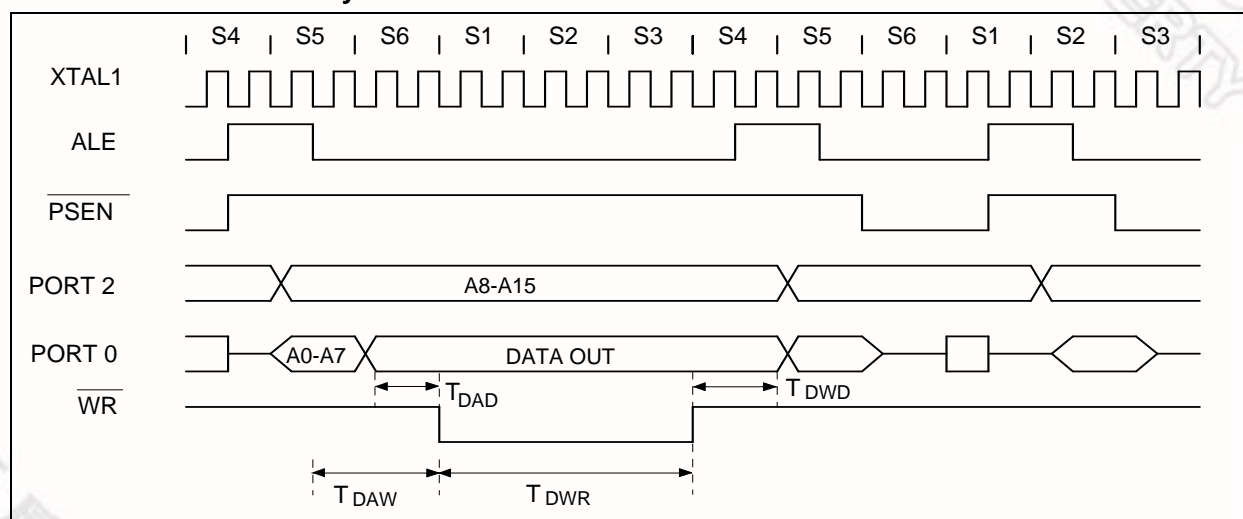 S4 S5 S6 S1 S2 S3 S4 S5 S6 S1 S2 S3
XTAL1
ALE
PSEN
PORT 2 A8-A15
PORT 0 A0-A7 DATA OUT
WR TDAD TDWD
TDAW TDWR